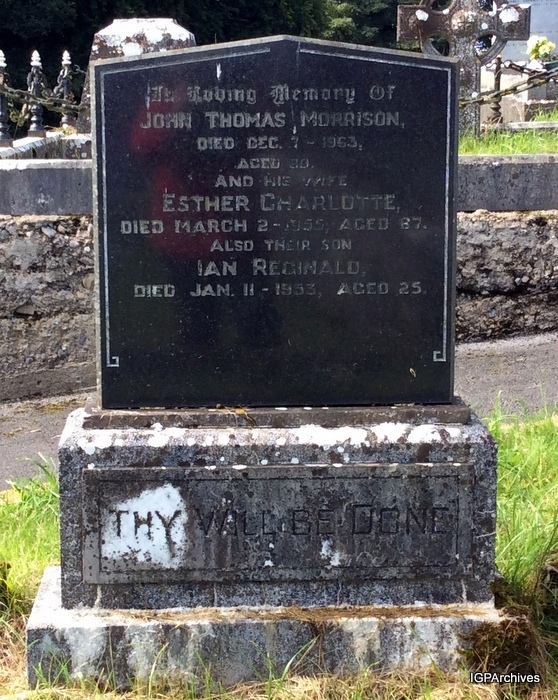 In Loving Memory Of
John Thomas Morrison,
Died Dec. 7 - 1963,
Aged 80.
And His Wife
Esther Charlotte,
Died March 2 - 1955, Aged 67.
Also Their Son
Ian Reginald,
Died Jan. 11 - 1953, Aged 25.
Thy Will Be Done
IGPArchives